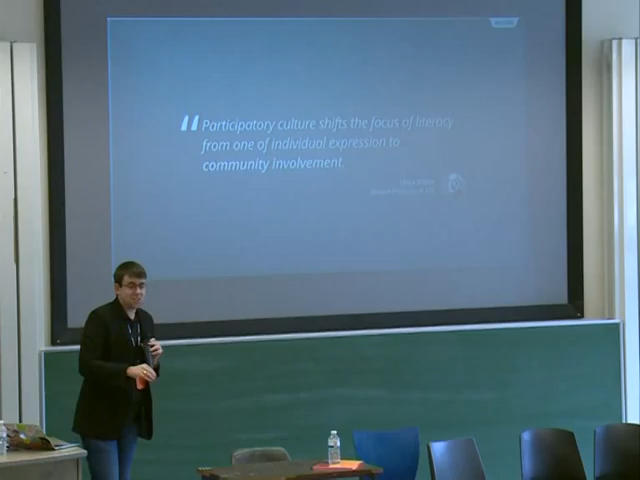 Participatory culture shifts the focus of literacy
from one of individual expression to
community involvement.